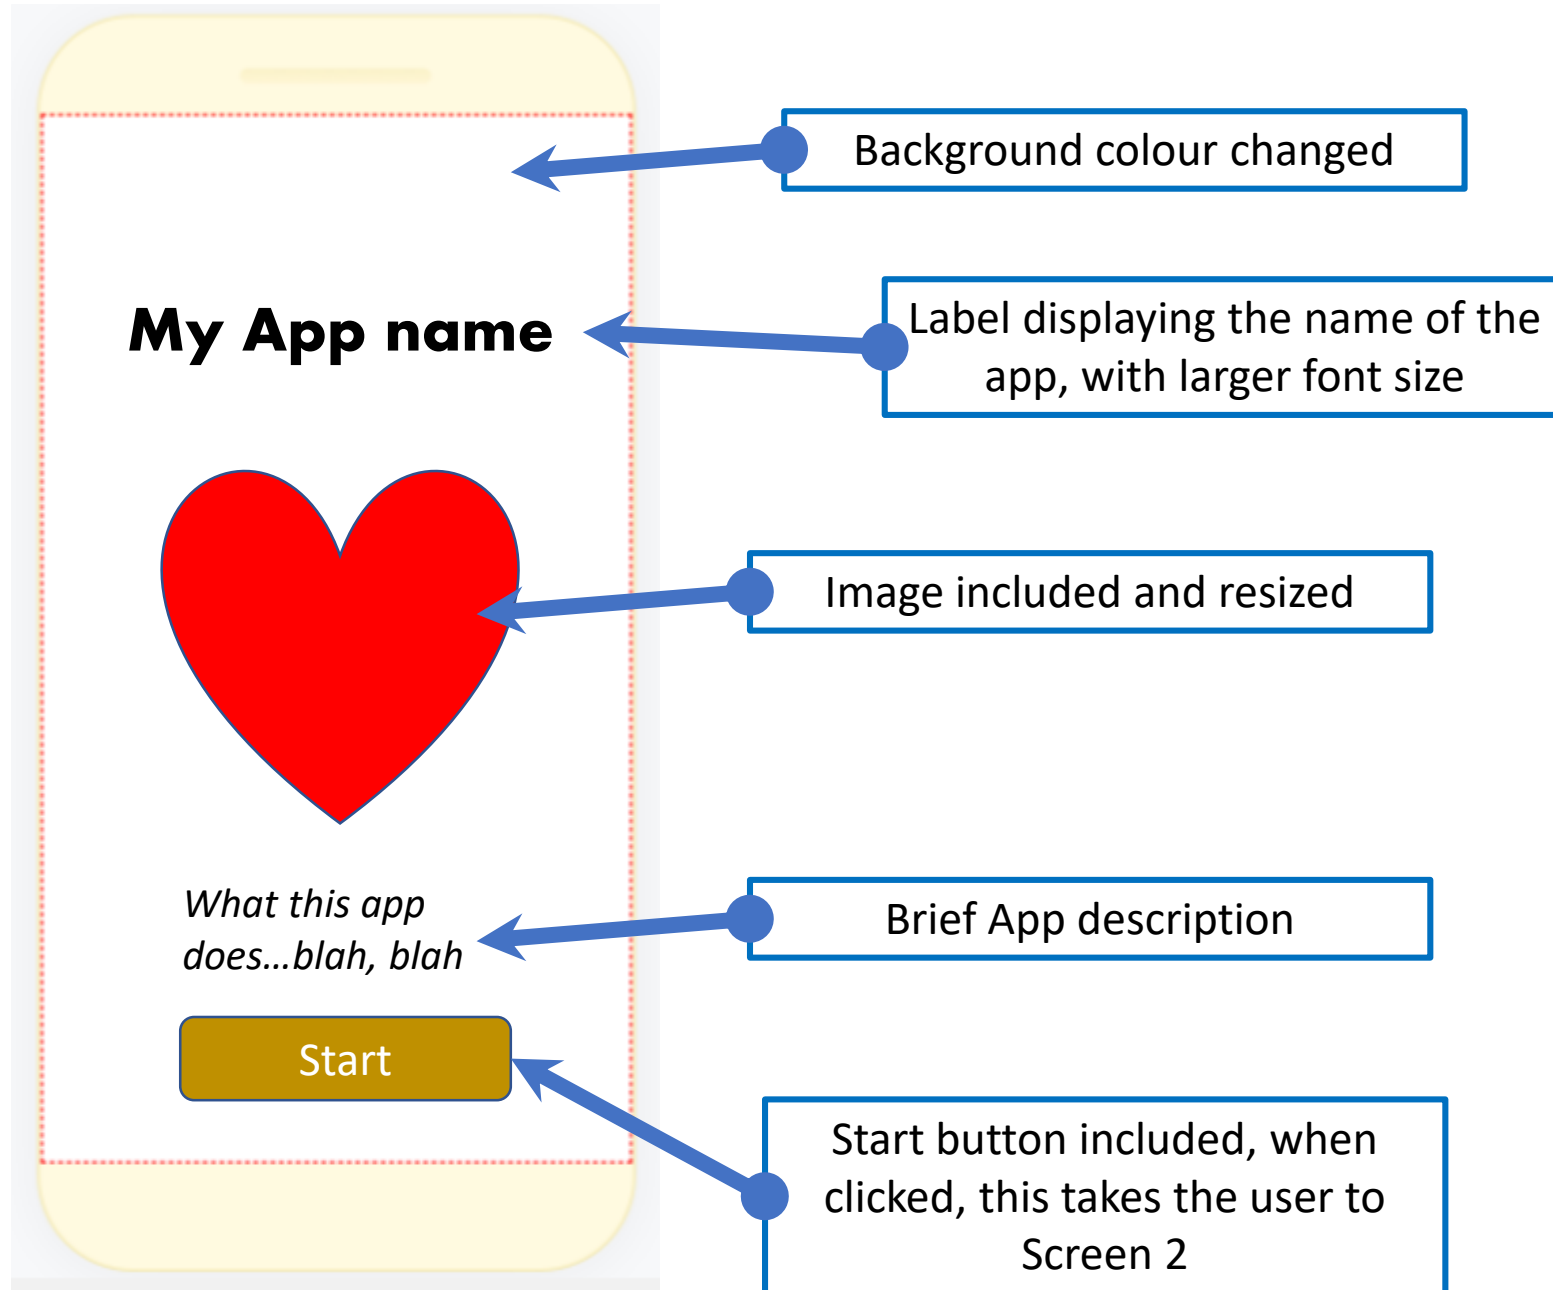 Background colour changed
My App name
Label displaying the name of the
app, with larger font size
Image included and resized
What this app
does...blah, blah
Brief App description
Start
Start button included, when
clicked, this takes the user to
Screen 2